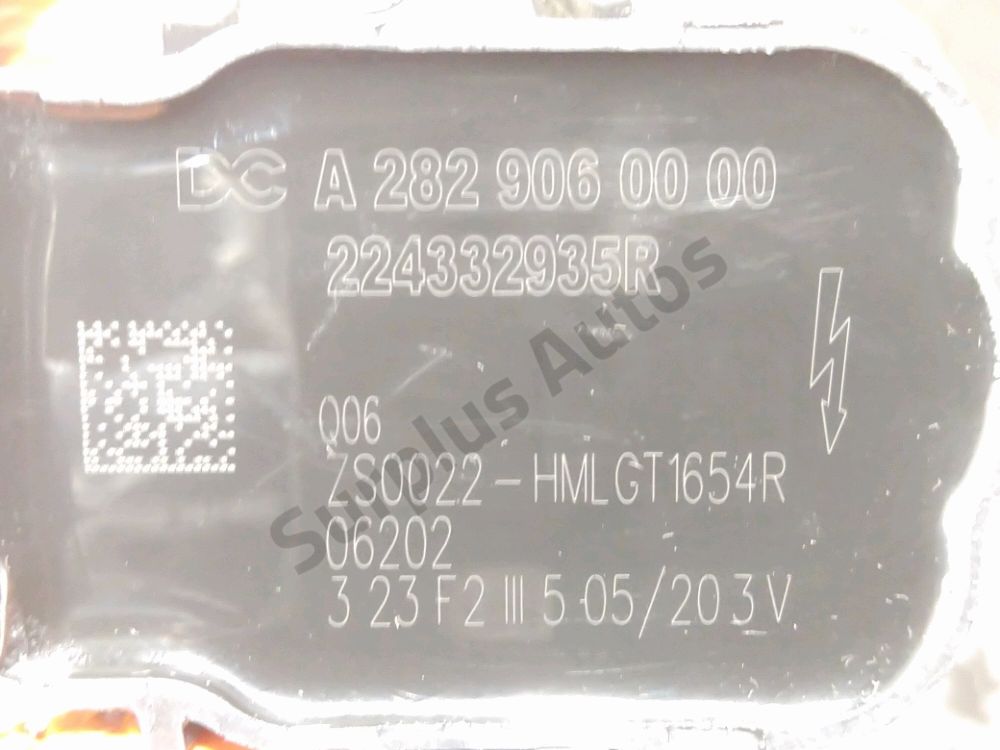 DC A 282 906 00 00
224332935R
Q06
ZS0022-HMLGT1654R
06202
3 23 F2 III 5 05/20 3 V
Surplus Autos